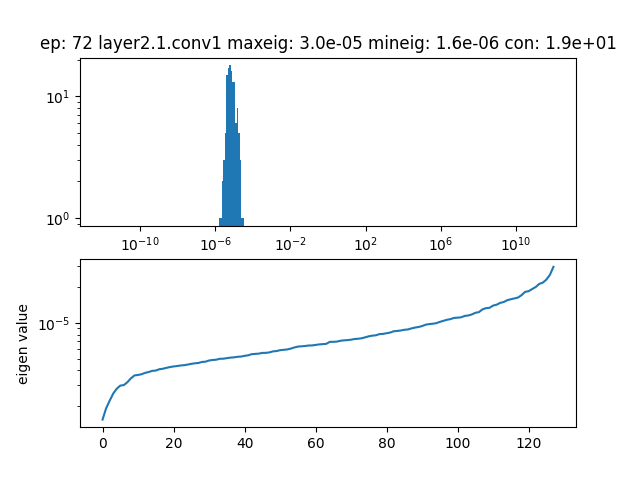 ep: 72 layer2.1.conv1 maxeig: 3.0e-05 mineig: 1.6e-06 con: 1.9e+01
10¹
10⁰
10⁻¹⁰ 10⁻⁶ 10⁻² 10² 10⁶ 10¹⁰
eigen value
10⁻⁵
0 20 40 60 80 100 120